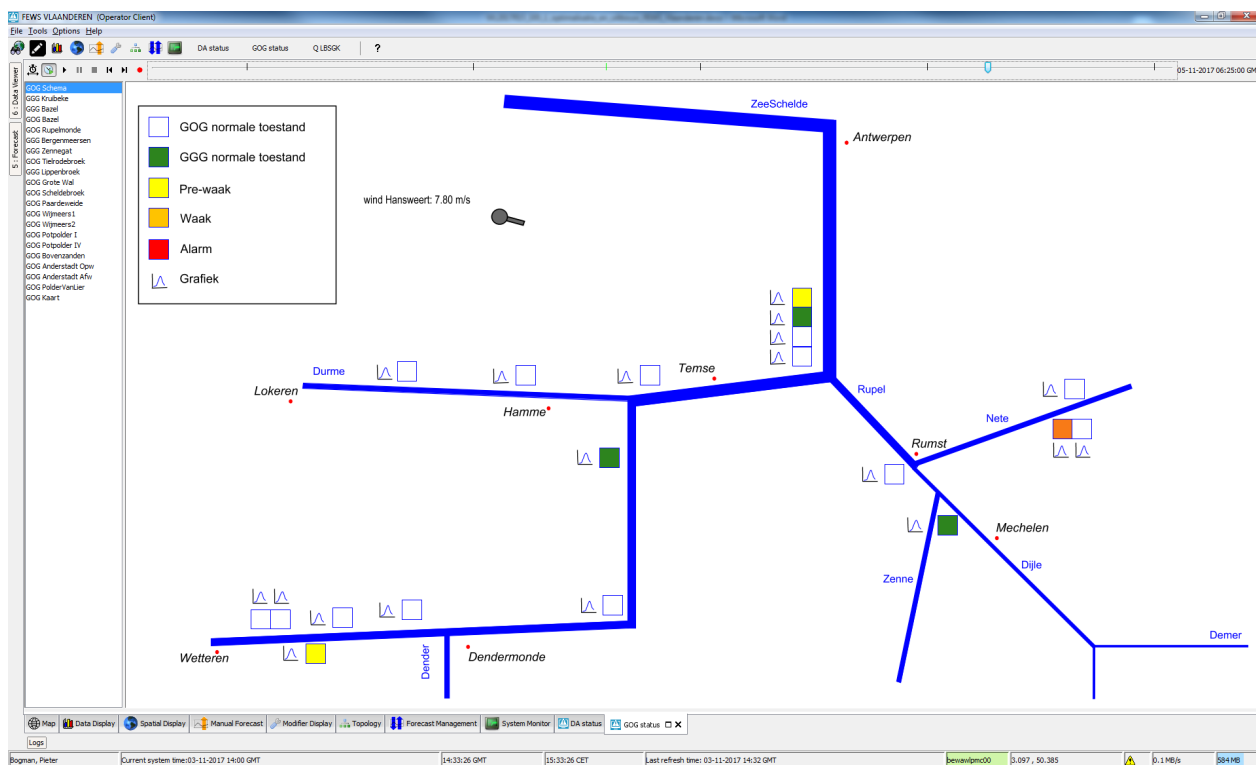 FEWS VLAANDEREN (Operator Client)
File Tools Options Help
DA status GOG status Q LBSGK ?
05-11-2017 06:25:00 GM
6 : Data Viewer
5 : Forecast
GOG Schema
GGG Kruibeke
GGG Bazel
GOG Bazel
GOG Rupelmonde
GGG Bergenmeersen
GGG Zennegat
GOG Tielrodebroek
GGG Lippenbroek
GOG Grote Wal
GOG Scheldebroek
GOG Paardeweide
GOG Wijmeers1
GOG Wijmeers2
GOG Potpolder I
GOG Potpolder IV
GOG Bovenzanden
GOG Anderstadt Opw
GOG Anderstadt Afw
GOG PolderVanLier
GOG Kaart
GOG normale toestand
GGG normale toestand
Pre-waak
Waak
Alarm
Grafiek
wind Hansweert: 7.80 m/s
ZeeSchelde
Antwerpen
Temse
Durme
Lokeren
Hamme
Rupel
Nete
Rumst
Mechelen
Dijle
Zenne
Demer
Wetteren
Dender
Dendermonde
Map Data Display Spatial Display Manual Forecast Modifier Display Topology Forecast Management System Monitor DA status GOG status
Logs
Bogman, Pieter Current system time:03-11-2017 14:00 GMT 14:33:26 GMT 15:33:26 CET Last refresh time: 03-11-2017 14:32 GMT bewawlpmc00 3.097 , 50.385 0.1 MB/s 584 MB